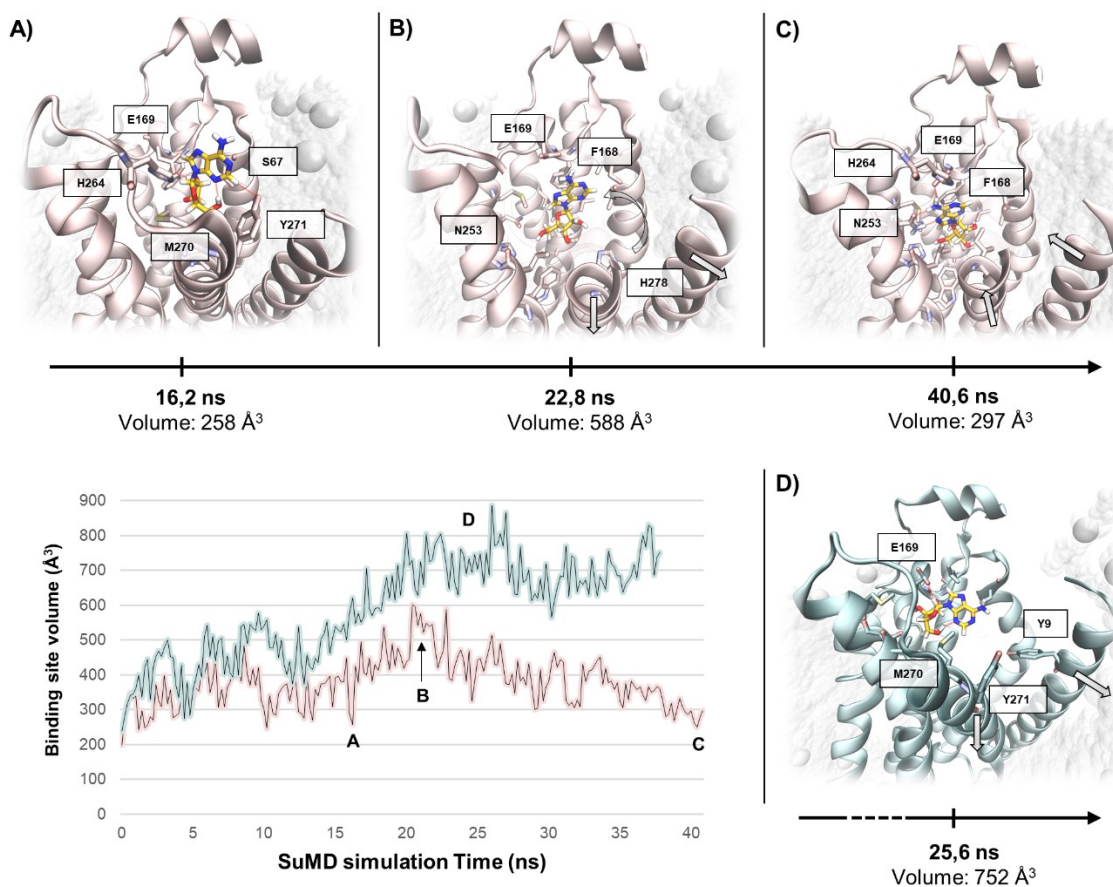 A)
E169
S67
H264
M270
Y271
B)
E169
F168
N253
H278
C)
E169
H264
F168
N253
16,2 ns
Volume: 258 Å³
22,8 ns
Volume: 588 Å³
40,6 ns
Volume: 297 Å³
Binding site volume (Å³)
900
800
700
600
500
400
300
200
100
0
D
B
A
C
0
5
10
15
20
25
30
35
40
SuMD simulation Time (ns)
D)
E169
Y9
M270
Y271
25,6 ns
Volume: 752 Å³